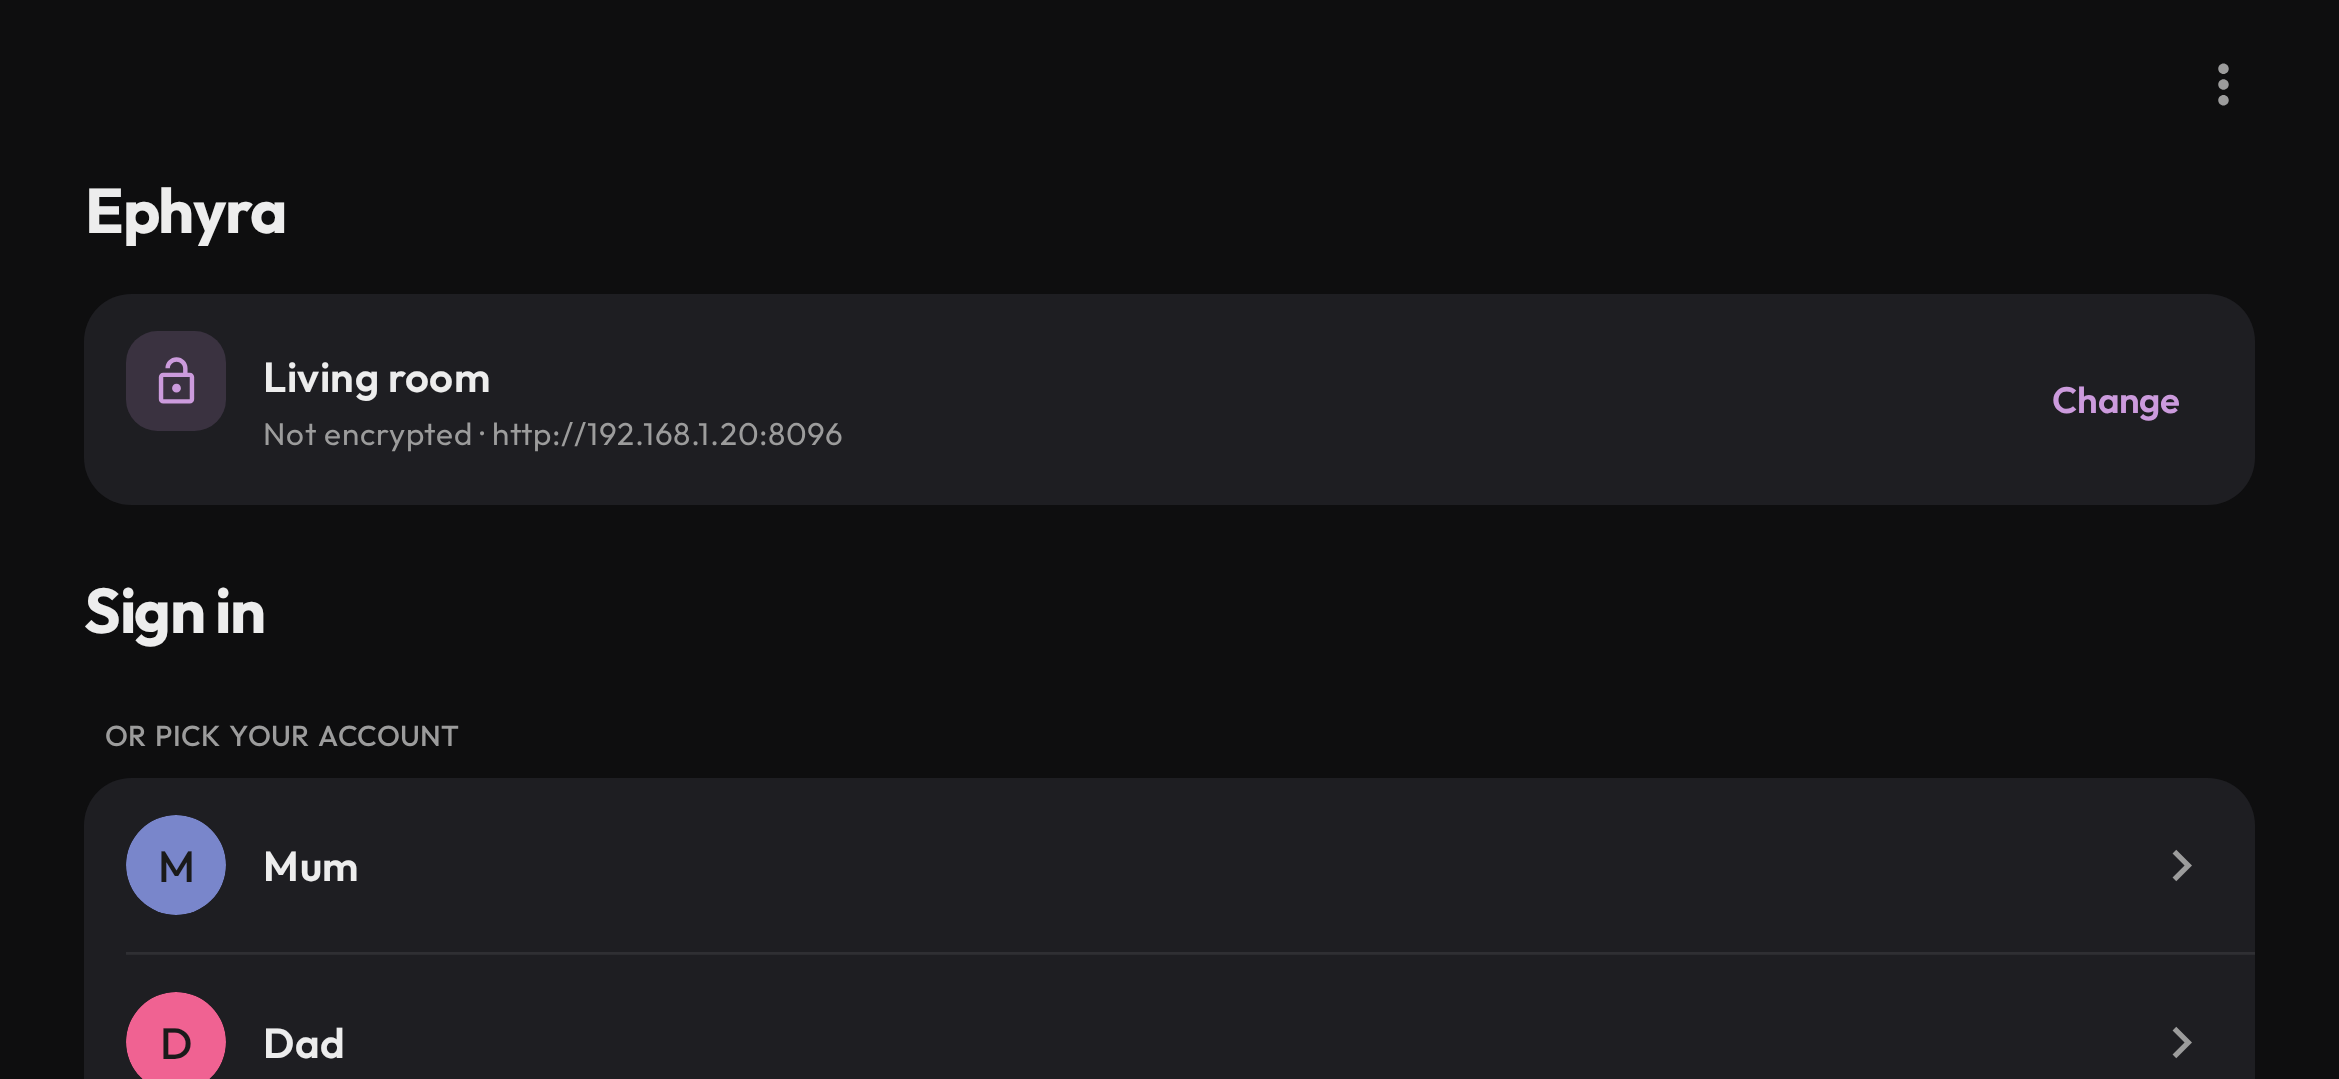 Ephyra
Living room
Not encrypted · http://192.168.1.20:8096
Change
Sign in
OR PICK YOUR ACCOUNT
M
Mum
D
Dad